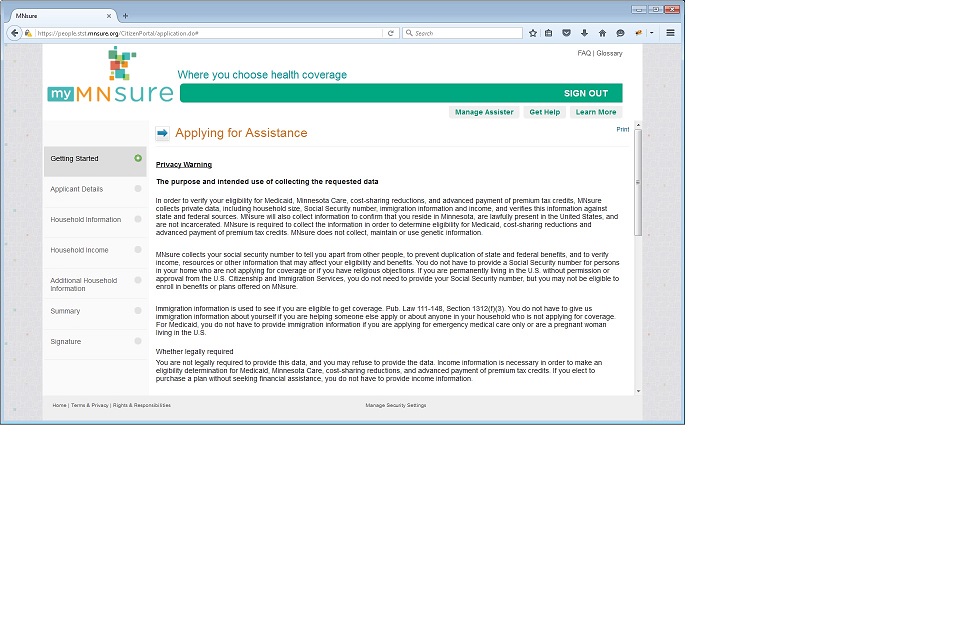 MNsure
https://people.stst.mnsure.org/CitizenPortal/application.do#
Search
FAQ | Glossary
Where you choose health coverage
my MNsure
SIGN OUT
Manage Assister
Get Help
Learn More
Applying for Assistance
Print
Getting Started
Applicant Details
Household Information
Household Income
Additional Household
Information
Summary
Signature
Privacy Warning
The purpose and intended use of collecting the requested data
In order to verify your eligibility for Medicaid, Minnesota Care, cost-sharing reductions, and advanced payment of premium tax credits, MNsure
collects private data, including household size, Social Security number, immigration information and income, and verifies this information against
state and federal sources. MNsure will also collect information to confirm that you reside in Minnesota, are lawfully present in the United States, and
are not incarcerated. MNsure is required to collect the information in order to determine eligibility for Medicaid, cost-sharing reductions and
advanced payment of premium tax credits. MNsure does not collect, maintain or use genetic information.
MNsure collects your social security number to tell you apart from other people, to prevent duplication of state and federal benefits, and to verify
income, resources or other information that may affect your eligibility and benefits. You do not have to provide a Social Security number for persons
in your home who are not applying for coverage or if you have religious objections. If you are permanently living in the U.S. without permission or
approval from the U.S. Citizenship and Immigration Services, you do not need to provide your Social Security number, but you may not be eligible to
enroll in benefits or plans offered on MNsure.
Immigration information is used to see if you are eligible to get coverage. Pub. Law 111-148, Section 1312(f)(3). You do not have to give us
immigration information about yourself if you are helping someone else apply or about anyone in your household who is not applying for coverage.
For Medicaid, you do not have to provide immigration information if you are applying for emergency medical care only or are a pregnant woman
living in the U.S.
Whether legally required
You are not legally required to provide this data, and you may refuse to provide the data. Income information is necessary in order to make an
eligibility determination for Medicaid, Minnesota Care, cost-sharing reductions, and advanced payment of premium tax credits. If you elect to
purchase a plan without seeking financial assistance, you do not have to provide income information.
Home | Terms & Privacy | Rights & Responsibilities
Manage Security Settings